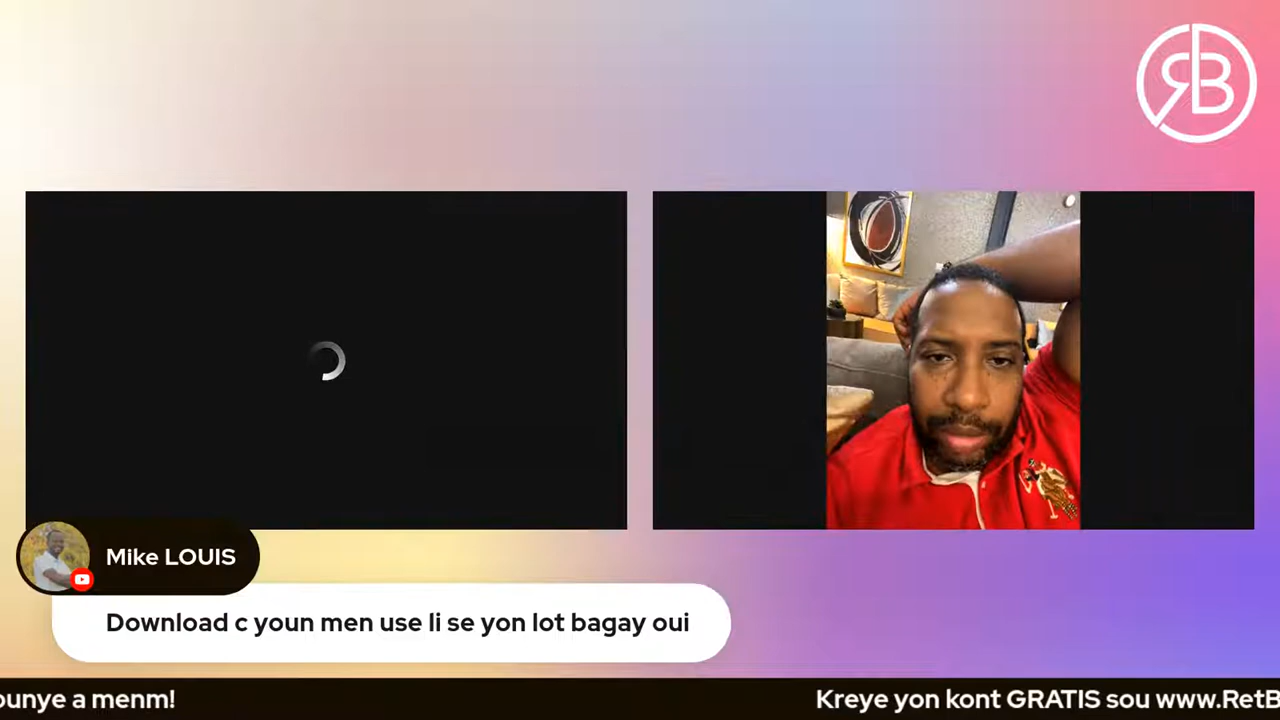 RB
Mike LOUIS
Download c youn men use li se yon lot bagay oui
ounye a menm!
Kreye yon kont GRATIS sou www.RetB